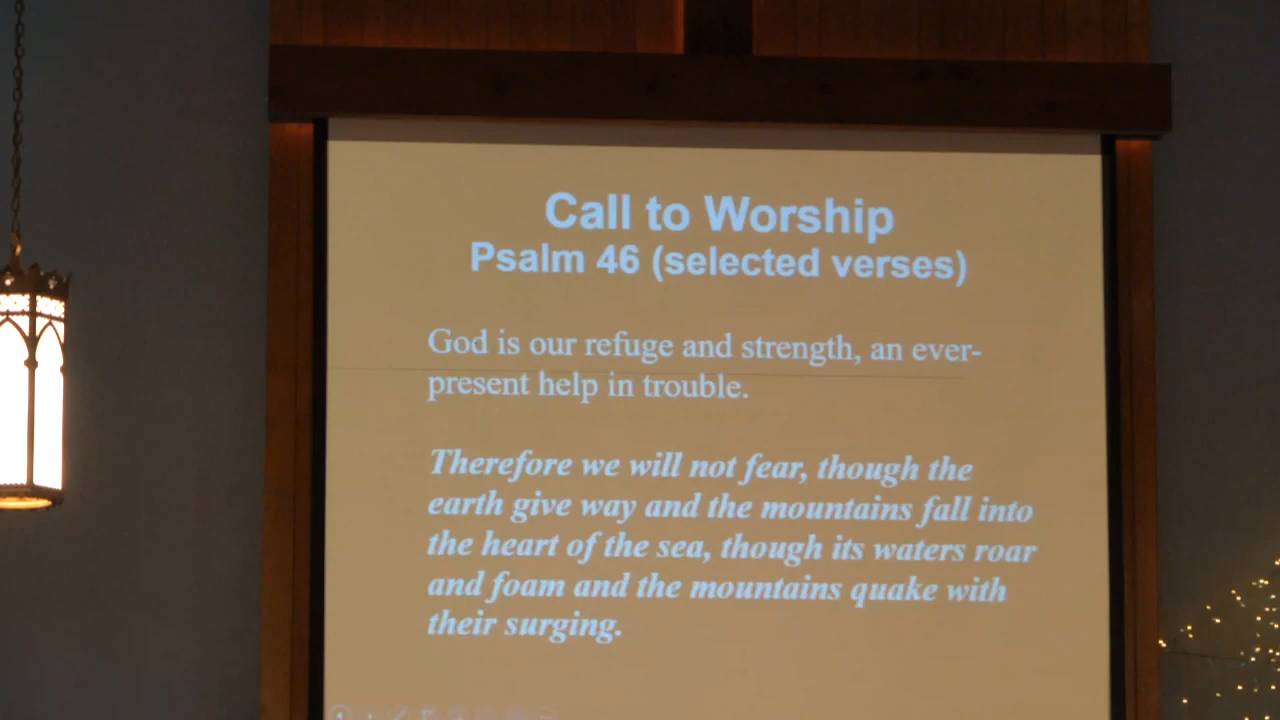 Call to Worship
Psalm 46 (selected verses)
God is our refuge and strength, an ever-
present help in trouble.
Therefore we will not fear, though the
earth give way and the mountains fall into
the heart of the sea, though its waters roar
and foam and the mountains quake with
their surging.